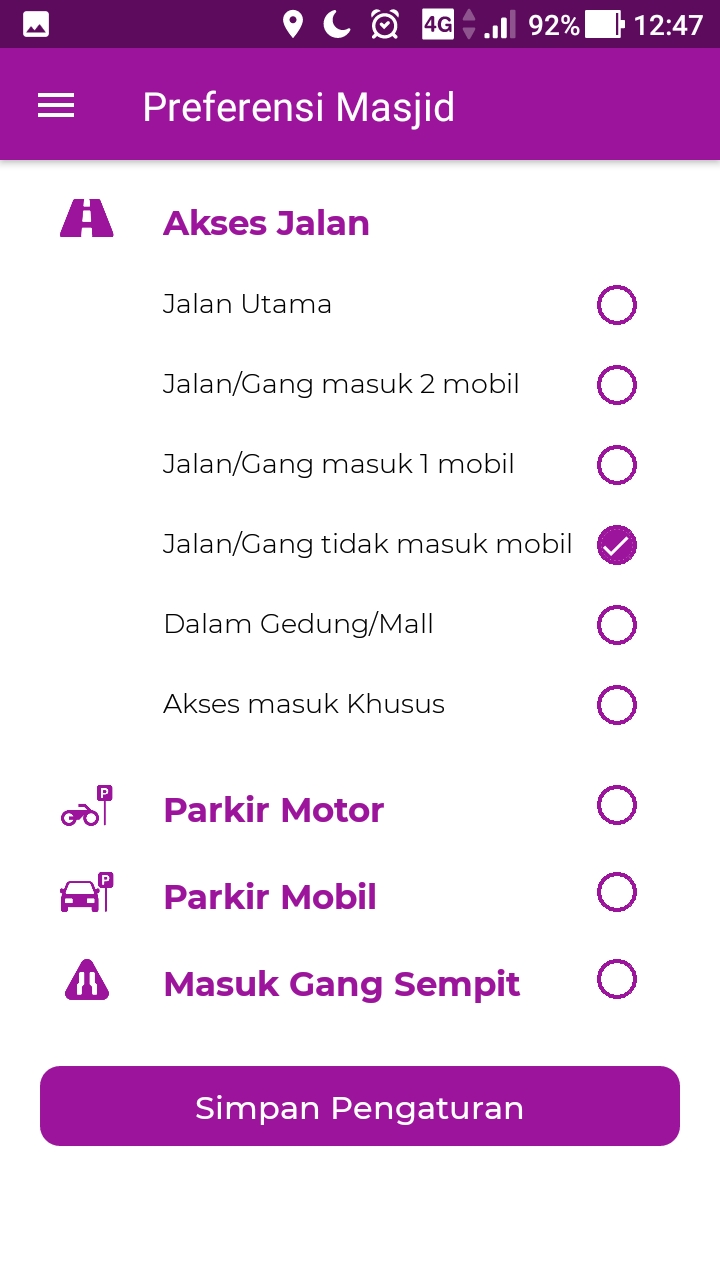 4G 92% 12:47
Preferensi Masjid
Akses Jalan
Jalan Utama
Jalan/Gang masuk 2 mobil
Jalan/Gang masuk 1 mobil
Jalan/Gang tidak masuk mobil
Dalam Gedung/Mall
Akses masuk Khusus
P
Parkir Motor
P
Parkir Mobil
Masuk Gang Sempit
Simpan Pengaturan